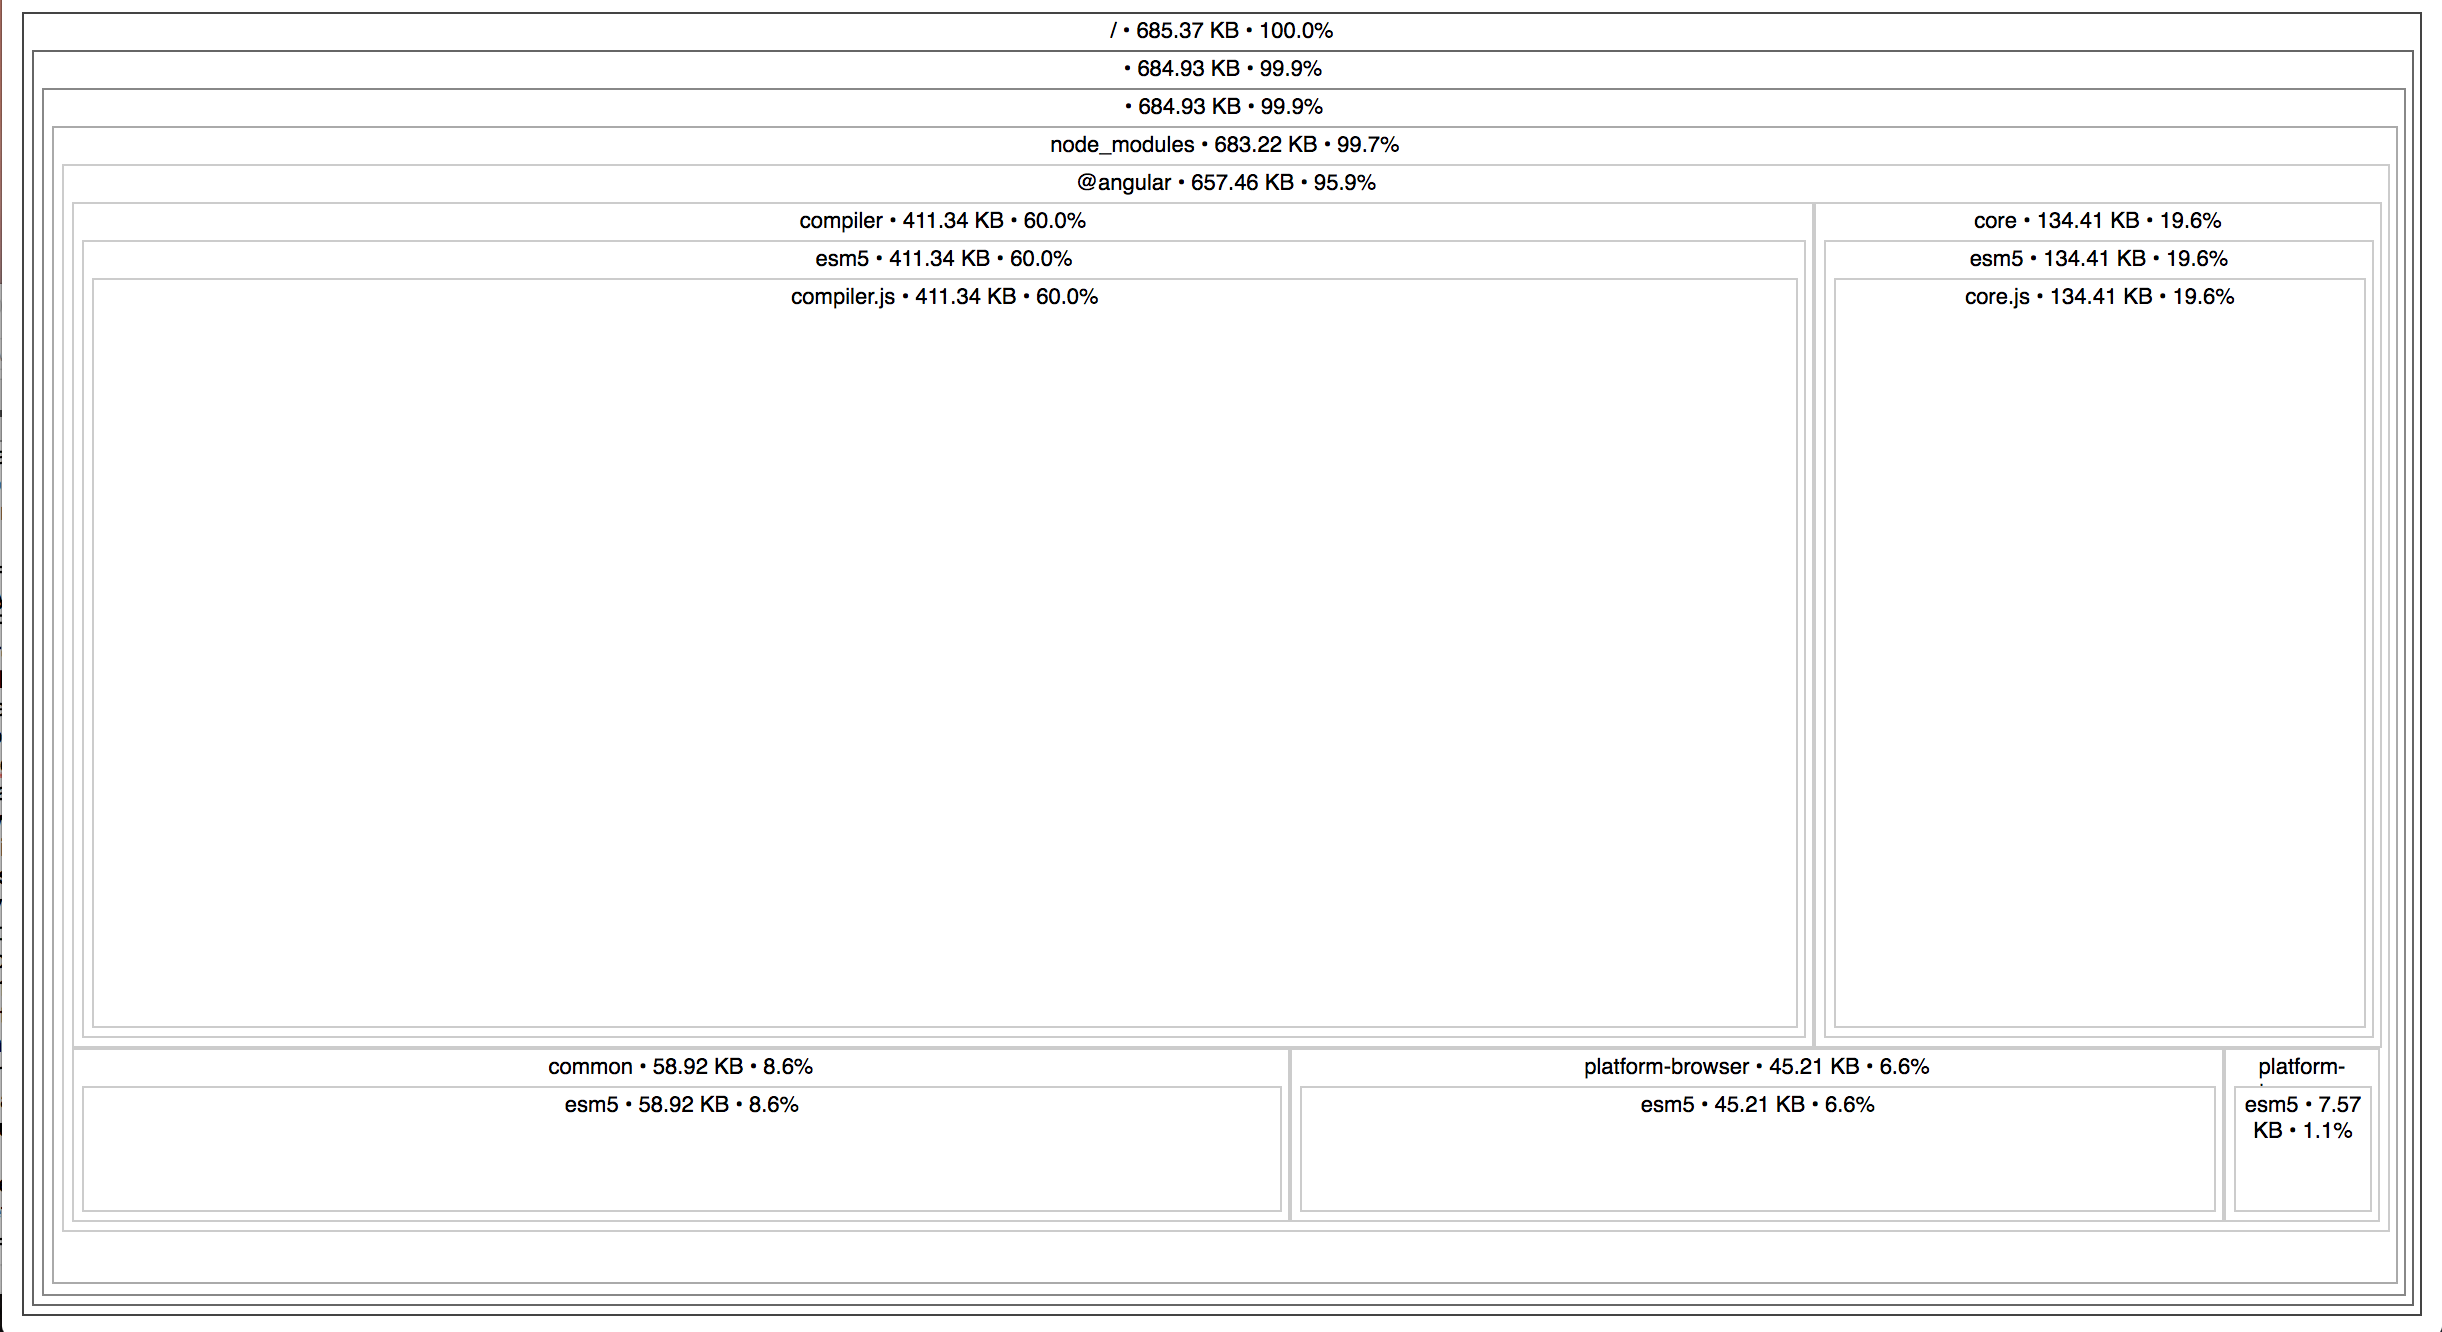 / • 685.37 KB • 100.0%
• 684.93 KB • 99.9%
• 684.93 KB • 99.9%
node_modules • 683.22 KB • 99.7%
@angular • 657.46 KB • 95.9%
compiler • 411.34 KB • 60.0%
core • 134.41 KB • 19.6%
esm5 • 411.34 KB • 60.0%
esm5 • 134.41 KB • 19.6%
compiler.js • 411.34 KB • 60.0%
core.js • 134.41 KB • 19.6%
common • 58.92 KB • 8.6%
platform-browser • 45.21 KB • 6.6%
platform-
esm5 • 58.92 KB • 8.6%
esm5 • 45.21 KB • 6.6%
esm5 • 7.57
KB • 1.1%